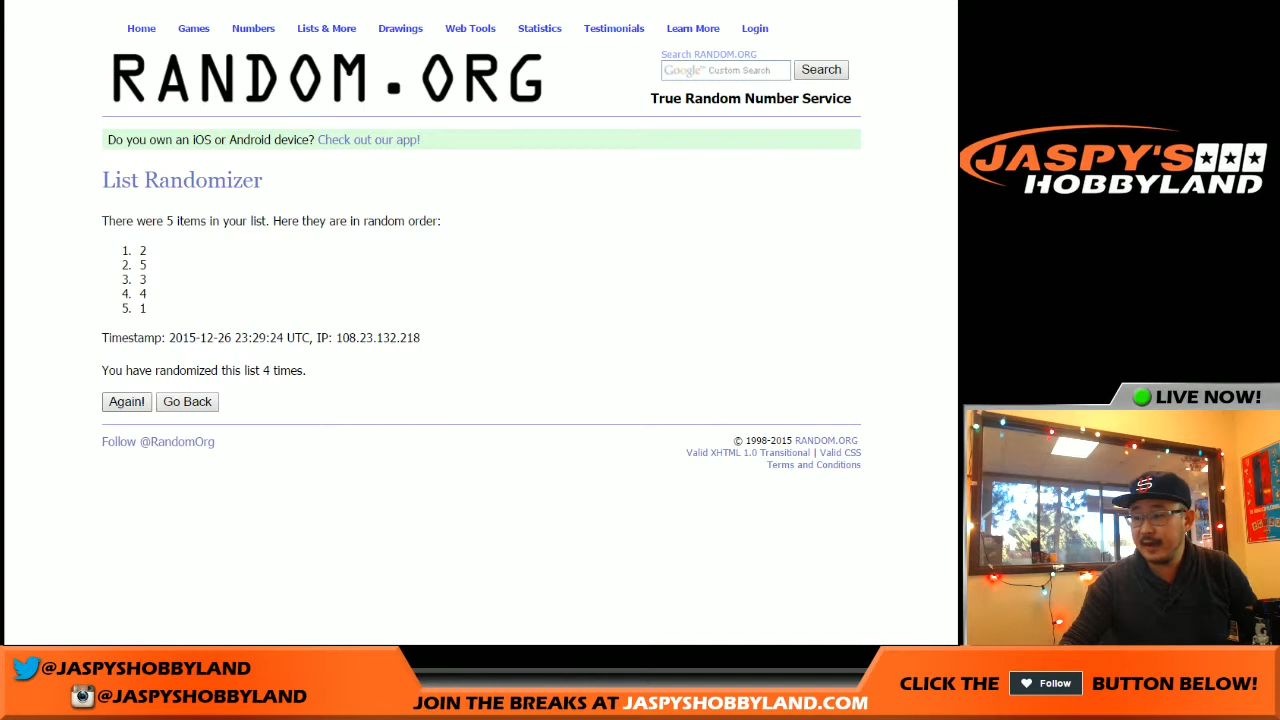 Home Games Numbers Lists & More Drawings Web Tools Statistics Testimonials Learn More Login
RANDOM.ORG
Search RANDOM.ORG
Google™ Custom Search Search
True Random Number Service
Do you own an iOS or Android device? Check out our app!
List Randomizer
There were 5 items in your list. Here they are in random order:
1. 2
2. 5
3. 3
4. 4
5. 1
Timestamp: 2015-12-26 23:29:24 UTC, IP: 108.23.132.218
You have randomized this list 4 times.
Again! Go Back
Follow @RandomOrg
© 1998-2015 RANDOM.ORG
Valid XHTML 1.0 Transitional | Valid CSS
Terms and Conditions
JASPY'S
HOBBYLAND
LIVE NOW!
@JASPYSHOBBYLAND
@JASPYSHOBBYLAND
JOIN THE BREAKS AT JASPYSHOBBYLAND.COM
CLICK THE Follow BUTTON BELOW!